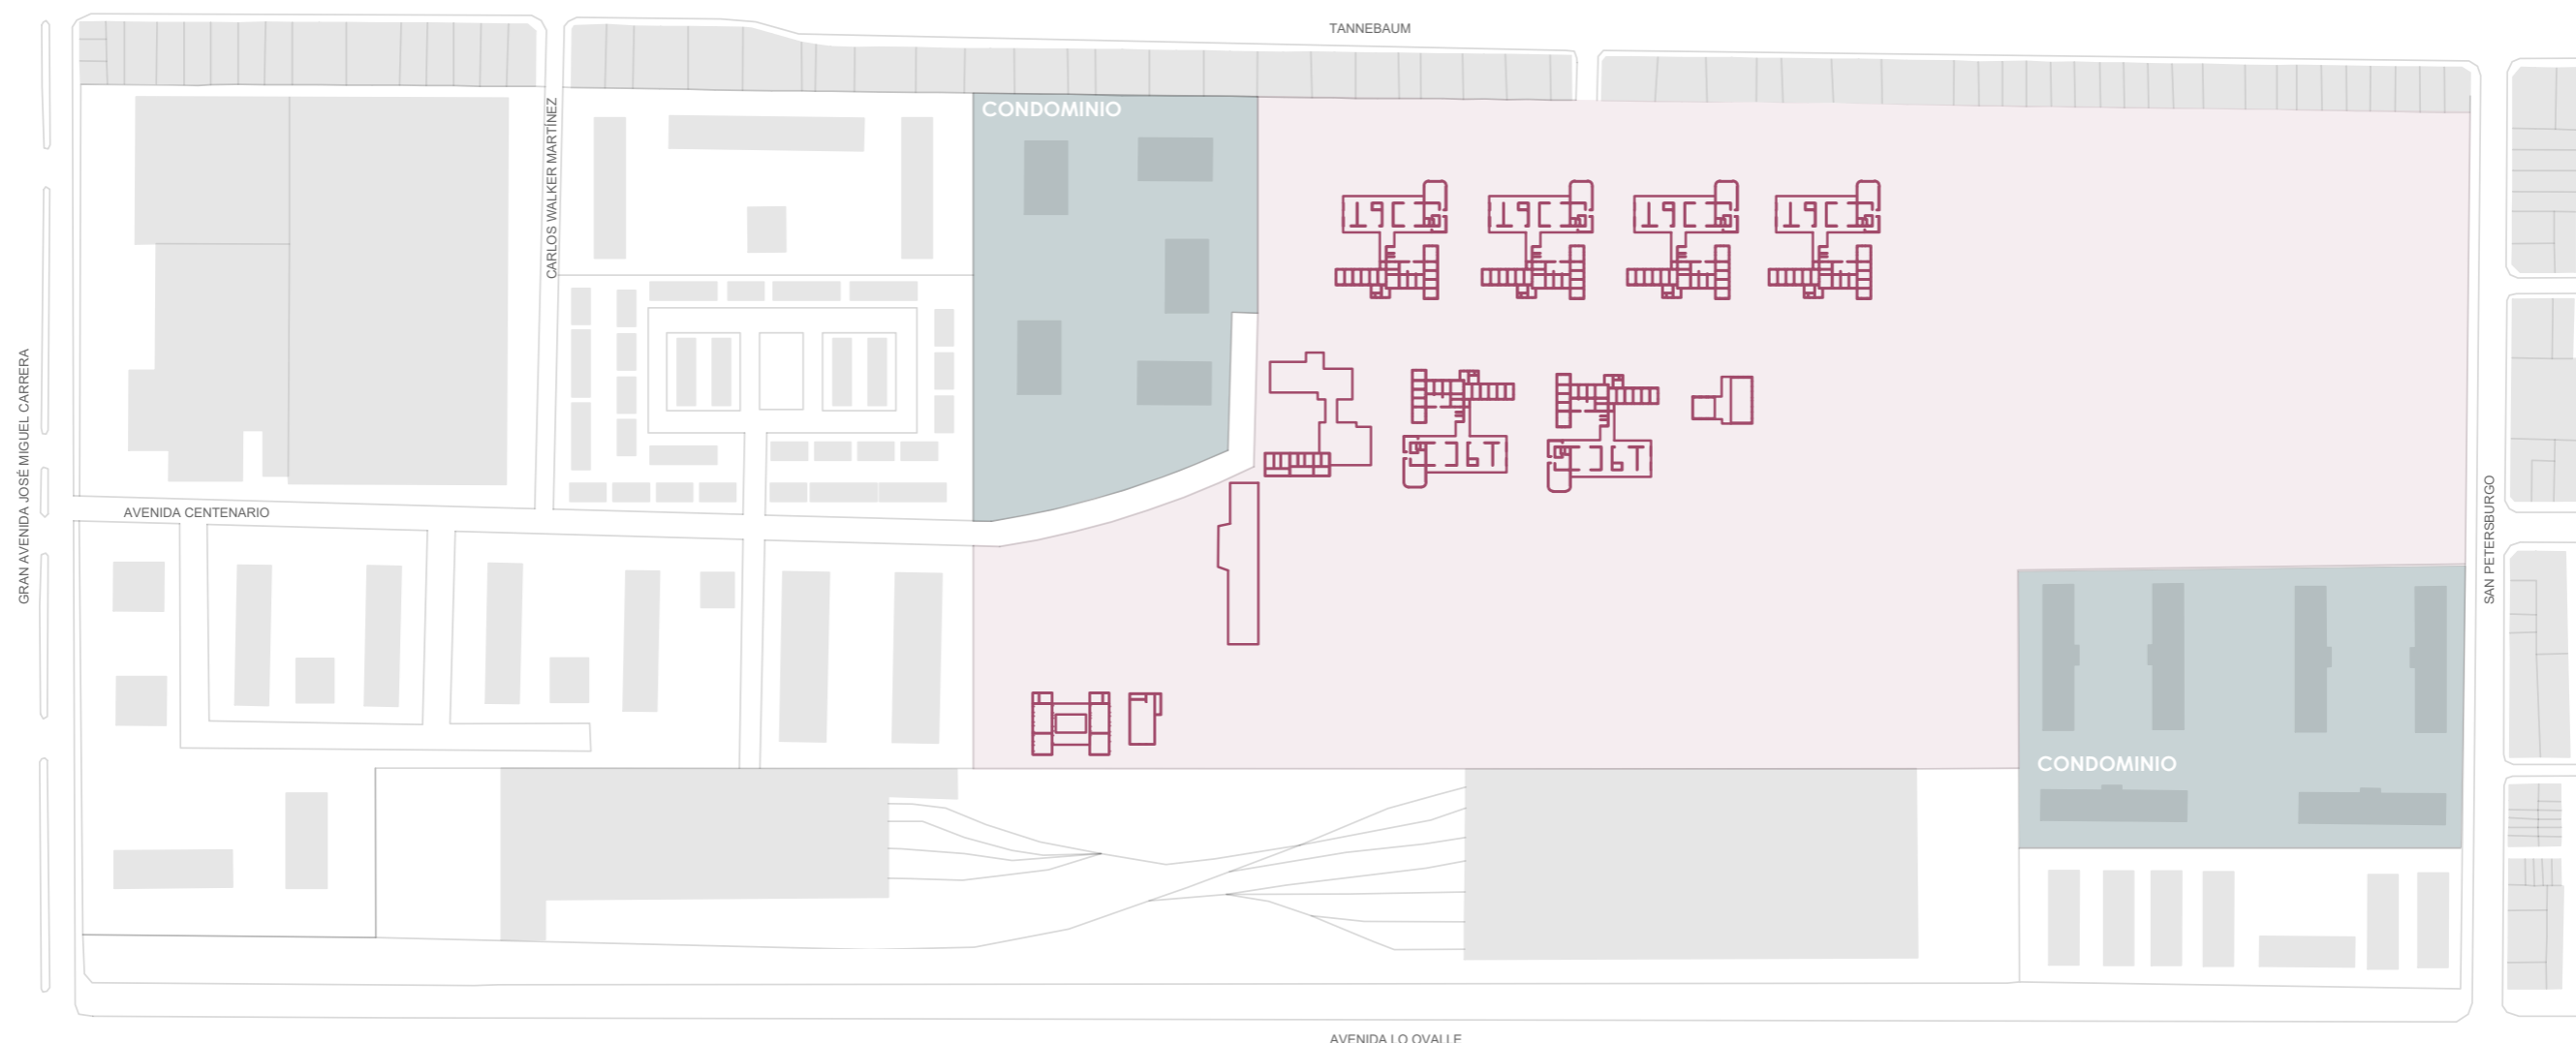 TANNEBAUM
CONDOMINIO
CARLOS WALKER MARTÍNEZ
GRAN AVENIDA JOSÉ MIGUEL CARRERA
AVENIDA CENTENARIO
SAN PETERSBURGO
CONDOMINIO
AVENIDA LO OVALLE